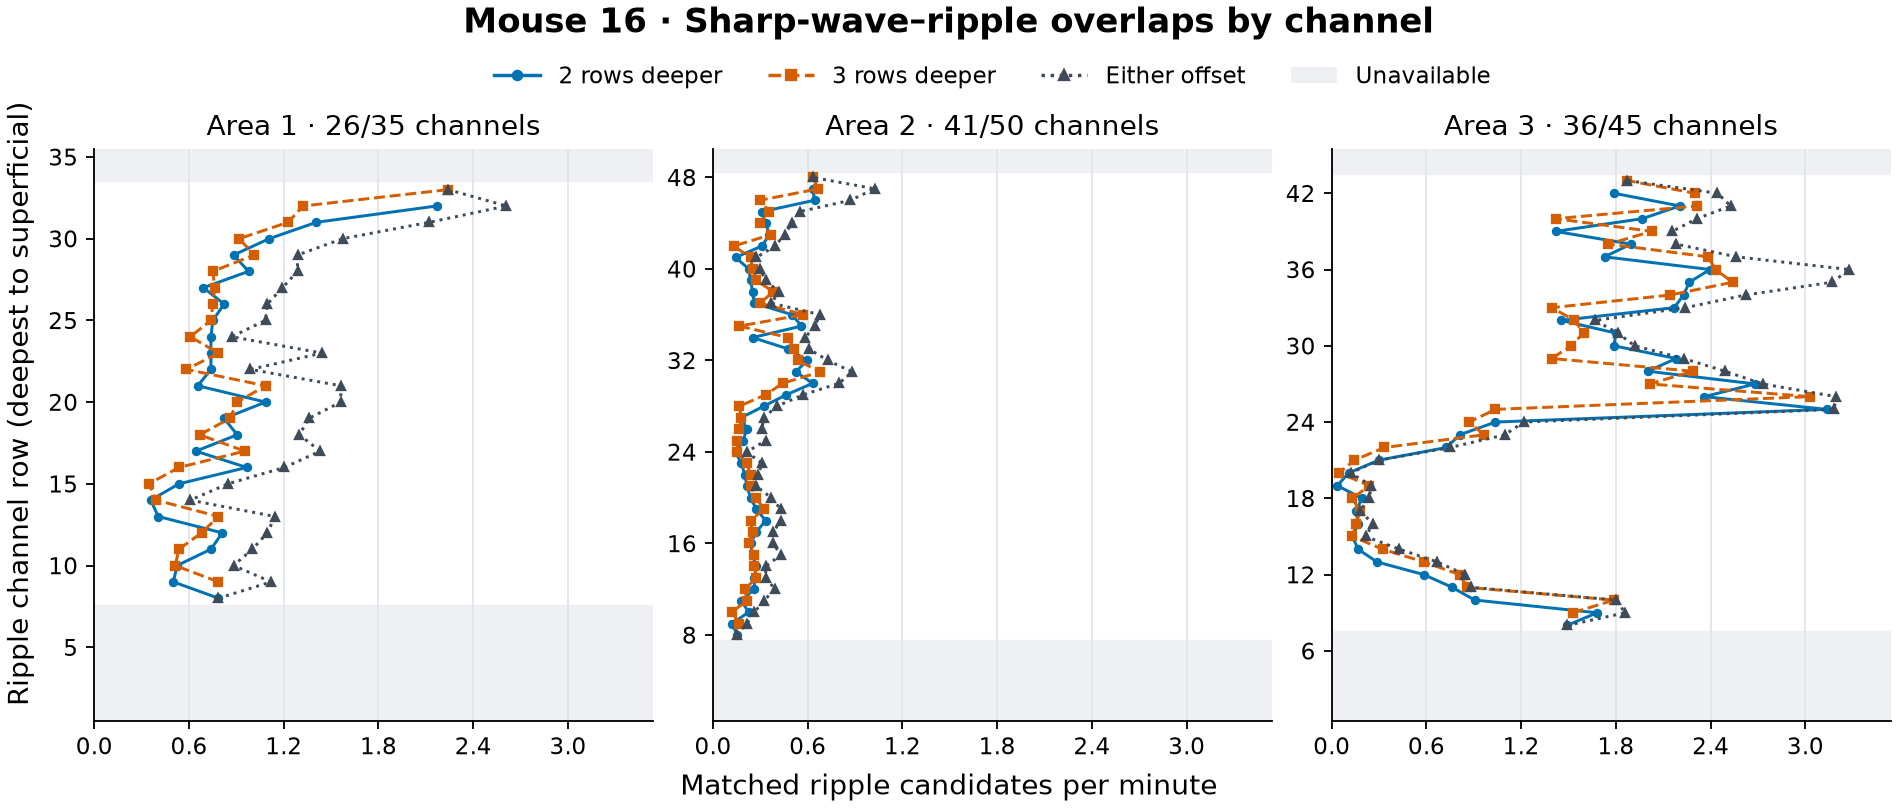 Mouse 16 · Sharp-wave–ripple overlaps by channel
2 rows deeper
3 rows deeper
Either offset
Unavailable
Ripple channel row (deepest to superficial)
Area 1 · 26/35 channels
35
30
25
20
15
10
5
0.0 0.6 1.2 1.8 2.4 3.0
Area 2 · 41/50 channels
48
40
32
24
16
8
0.0 0.6 1.2 1.8 2.4 3.0
Area 3 · 36/45 channels
42
36
30
24
18
12
6
0.0 0.6 1.2 1.8 2.4 3.0
Matched ripple candidates per minute